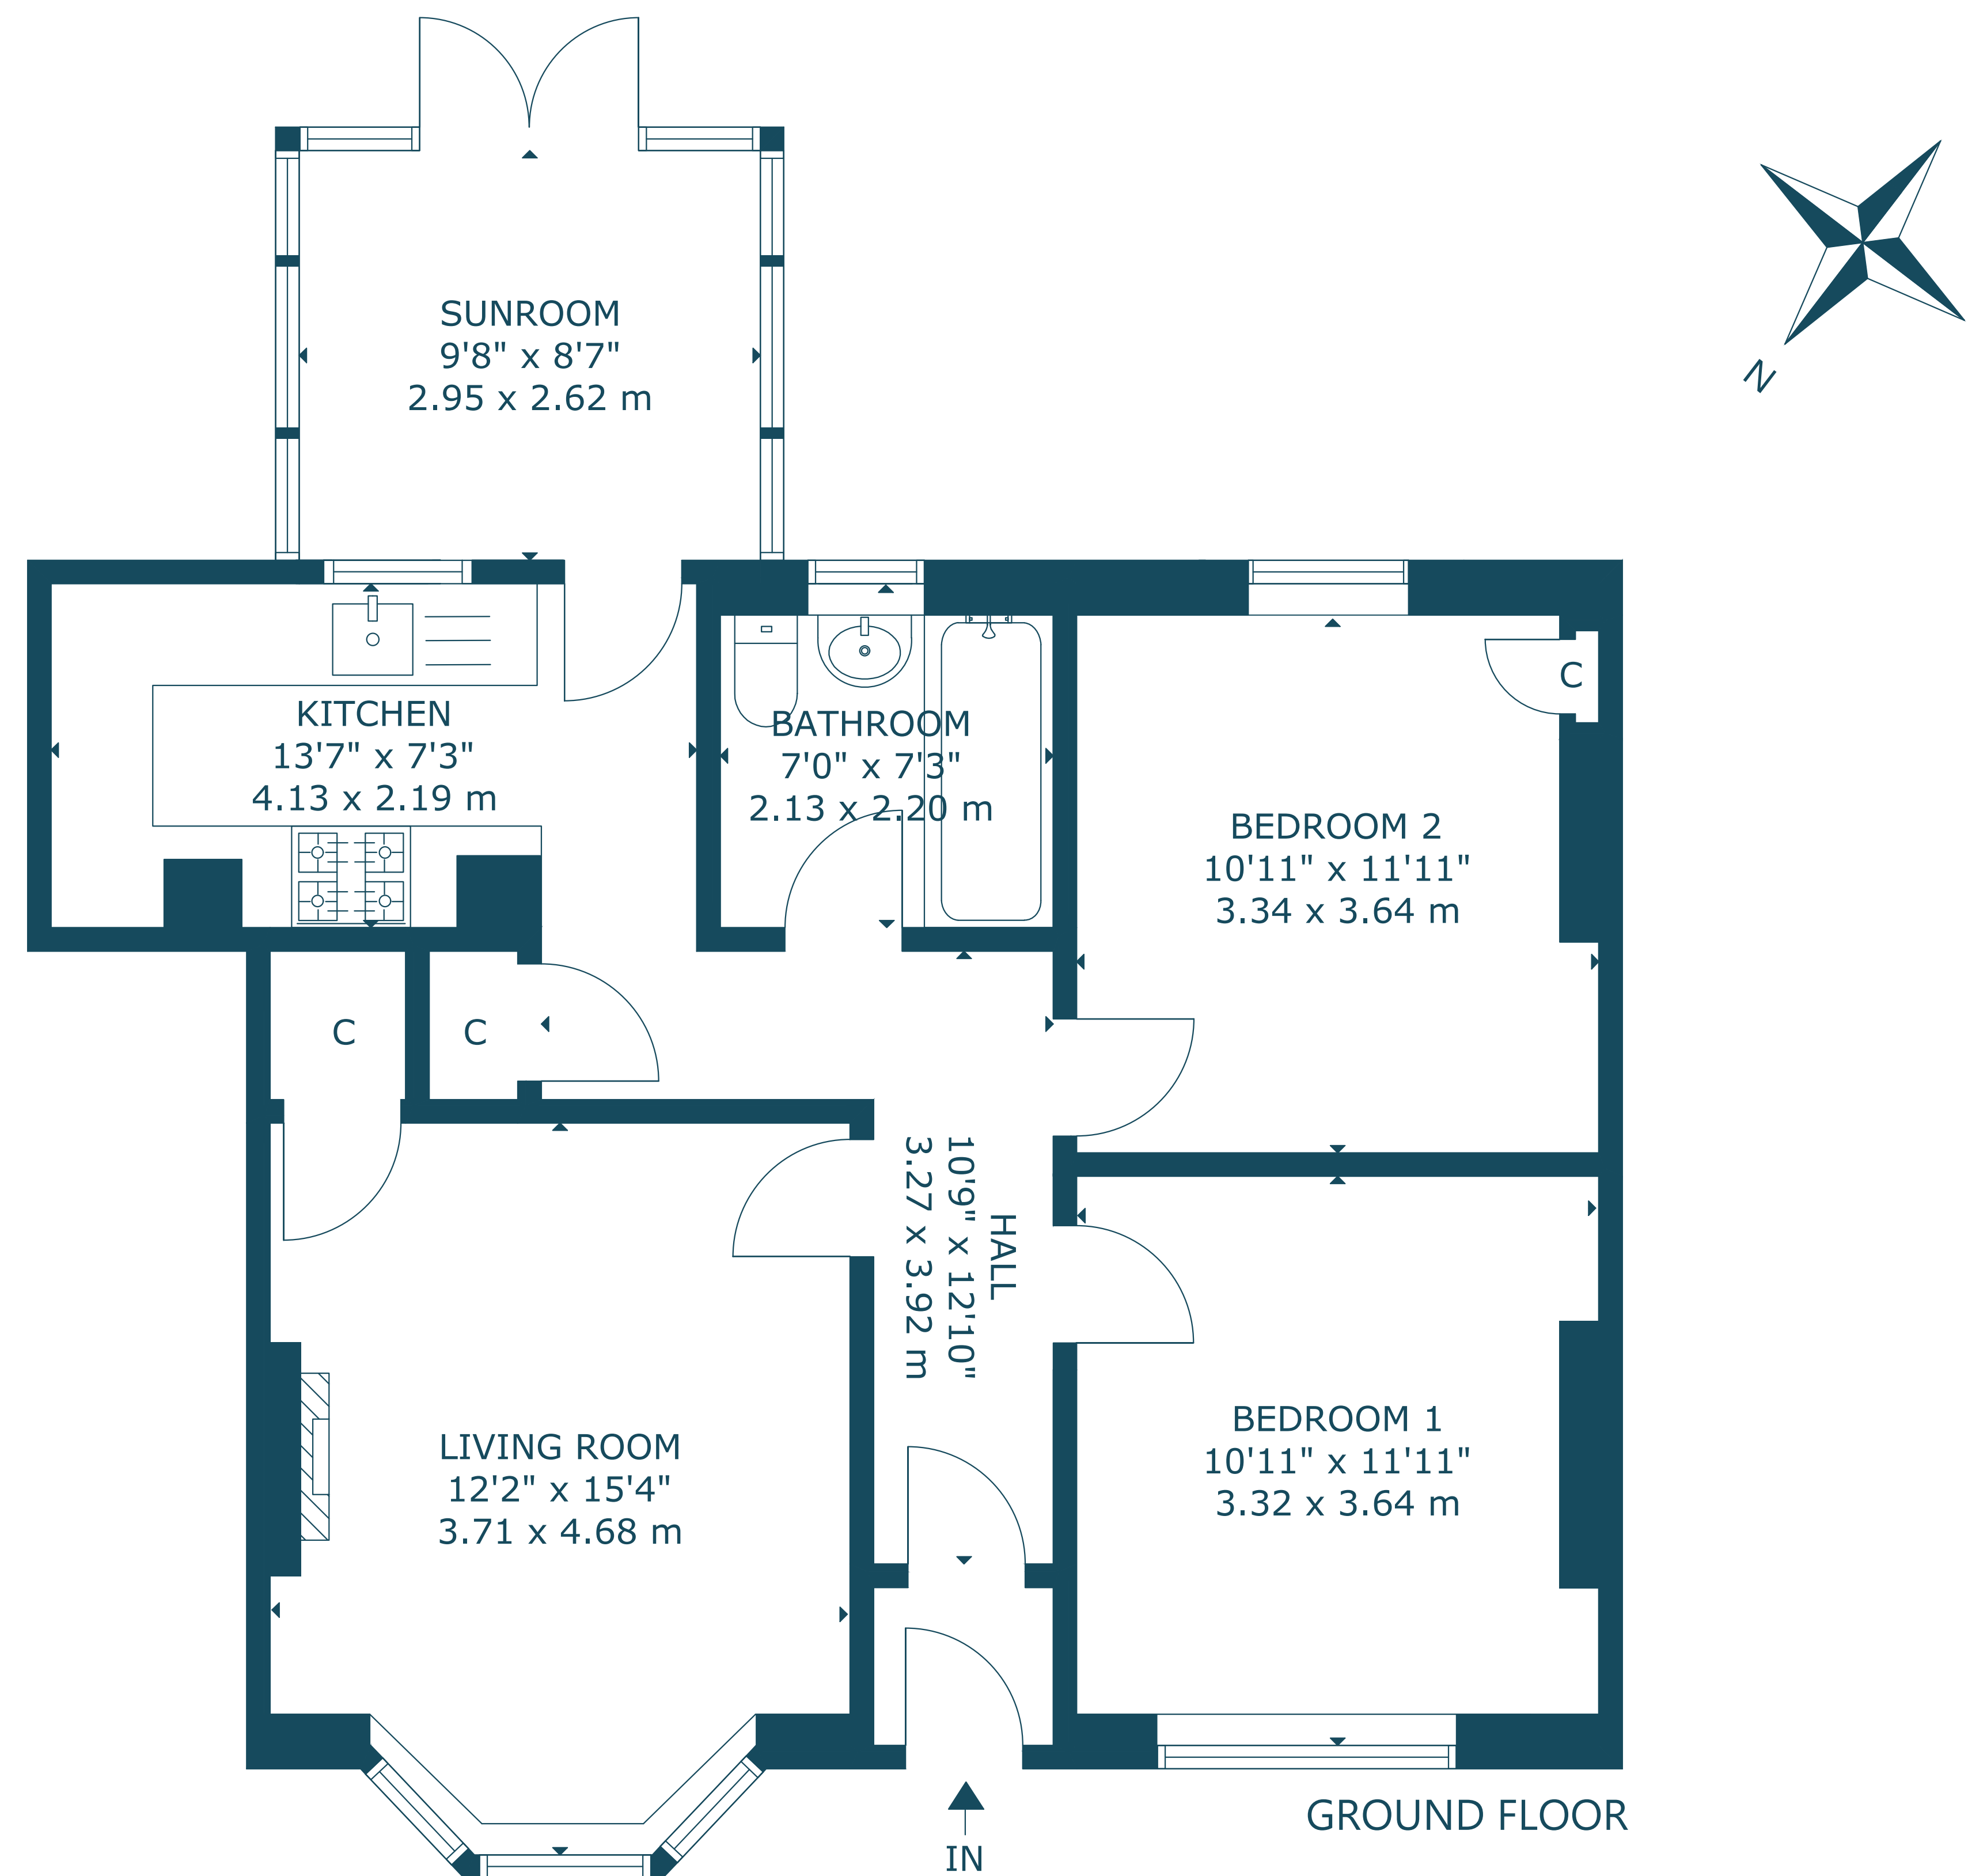 SUNROOM
9'8" x 8'7"
2.95 x 2.62 m
N
KITCHEN
13'7" x 7'3"
4.13 x 2.19 m
BATHROOM
7'0" x 7'3"
2.13 x 2.20 m
C
BEDROOM 2
10'11" x 11'11"
3.34 x 3.64 m
C
C
HALL
10'9" x 12'10"
3.27 x 3.92 m
LIVING ROOM
12'2" x 15'4"
3.71 x 4.68 m
BEDROOM 1
10'11" x 11'11"
3.32 x 3.64 m
GROUND FLOOR
IN